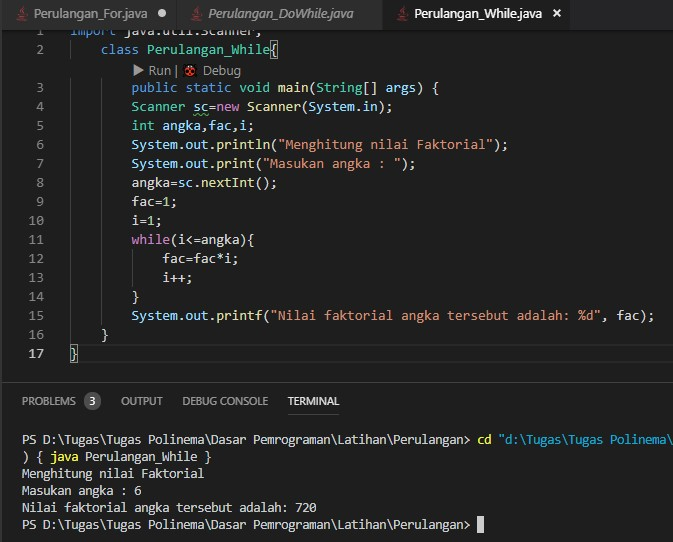 Perulangan_For.java ● Perulangan_DoWhile.java Perulangan_While.java ×
1 import java.util.Scanner;
2 class Perulangan_While{
▶ Run | Debug
3 public static void main(String[] args) {
4 Scanner sc=new Scanner(System.in);
5 int angka,fac,i;
6 System.out.println("Menghitung nilai Faktorial");
7 System.out.print("Masukan angka : ");
8 angka=sc.nextInt();
9 fac=1;
10 i=1;
11 while(i<=angka){
12 fac=fac*i;
13 i++;
14 }
15 System.out.printf("Nilai faktorial angka tersebut adalah: %d", fac);
16 }
17 }
PROBLEMS 3 OUTPUT DEBUG CONSOLE TERMINAL
PS D:\Tugas\Tugas Polinema\Dasar Pemrograman\Latihan\Perulangan> cd "d:\Tugas\Tugas Polinema\
) { java Perulangan_While }
Menghitung nilai Faktorial
Masukan angka : 6
Nilai faktorial angka tersebut adalah: 720
PS D:\Tugas\Tugas Polinema\Dasar Pemrograman\Latihan\Perulangan>